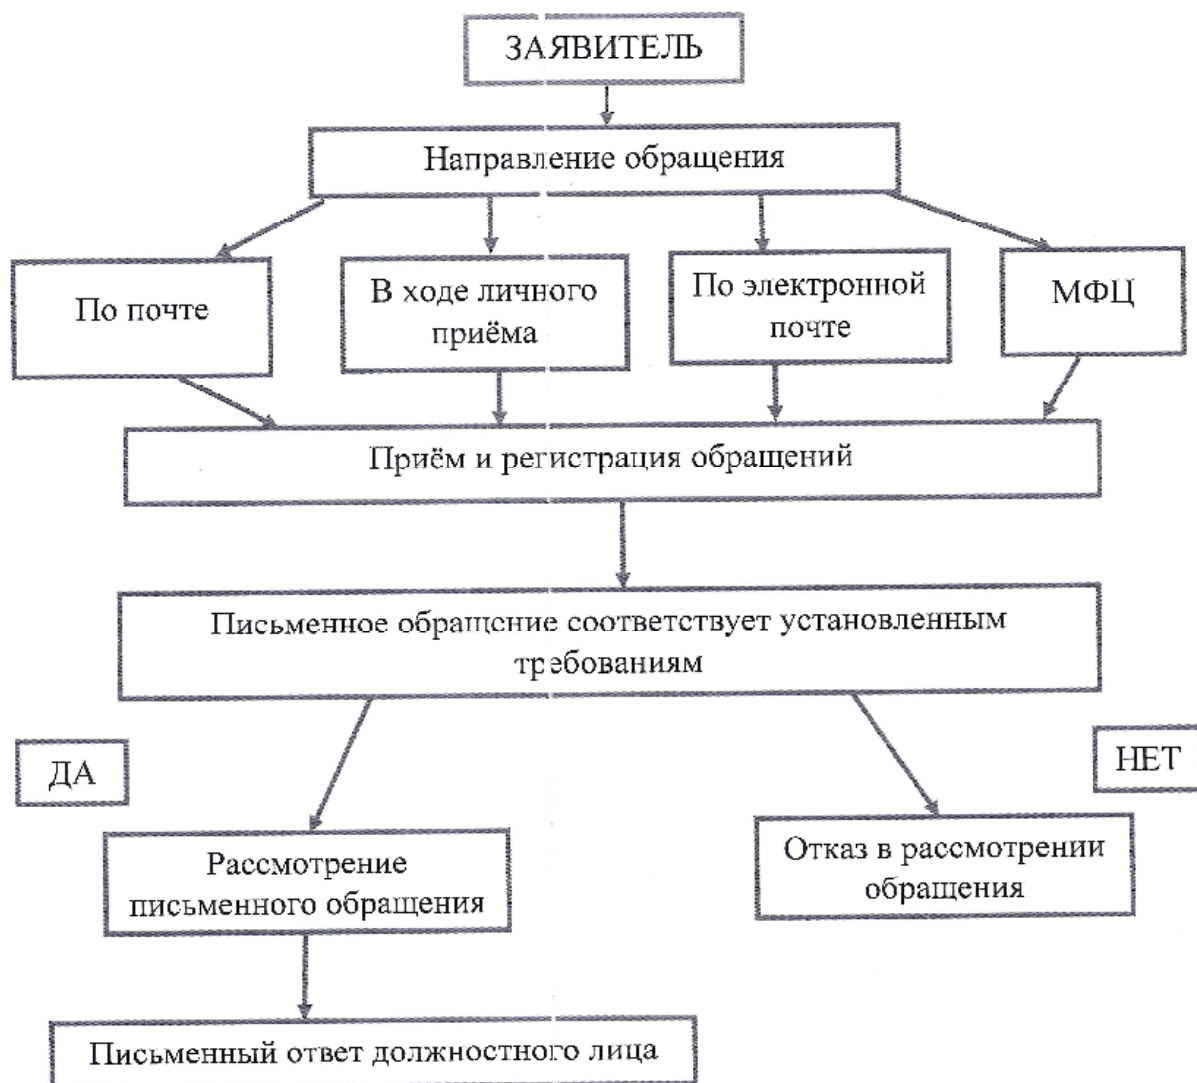 ЗАЯВИТЕЛЬ
Направление обращения
По почте
В ходе личного
приёма
По электронной
почте
МФЦ
Приём и регистрация обращений
Письменное обращение соответствует установленным
требованиям
ДА
НЕТ
Рассмотрение
письменного обращения
Отказ в рассмотрении
обращения
Письменный ответ должностного лица